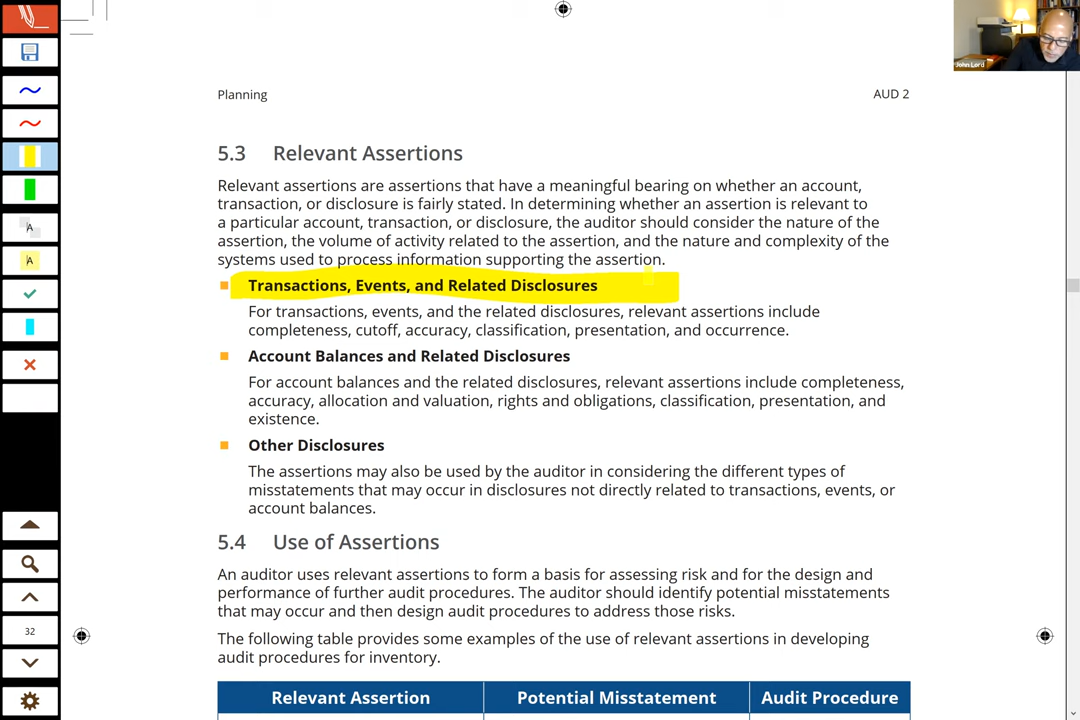 John Lord
Planning
AUD 2
5.3 Relevant Assertions
Relevant assertions are assertions that have a meaningful bearing on whether an account,
transaction, or disclosure is fairly stated. In determining whether an assertion is relevant to
a particular account, transaction, or disclosure, the auditor should consider the nature of the
assertion, the volume of activity related to the assertion, and the nature and complexity of the
systems used to process information supporting the assertion.
Transactions, Events, and Related Disclosures
For transactions, events, and the related disclosures, relevant assertions include
completeness, cutoff, accuracy, classification, presentation, and occurrence.
Account Balances and Related Disclosures
For account balances and the related disclosures, relevant assertions include completeness,
accuracy, allocation and valuation, rights and obligations, classification, presentation, and
existence.
Other Disclosures
The assertions may also be used by the auditor in considering the different types of
misstatements that may occur in disclosures not directly related to transactions, events, or
account balances.
5.4 Use of Assertions
An auditor uses relevant assertions to form a basis for assessing risk and for the design and
performance of further audit procedures. The auditor should identify potential misstatements
that may occur and then design audit procedures to address those risks.
The following table provides some examples of the use of relevant assertions in developing
audit procedures for inventory.
Relevant Assertion Potential Misstatement Audit Procedure
A
A
32